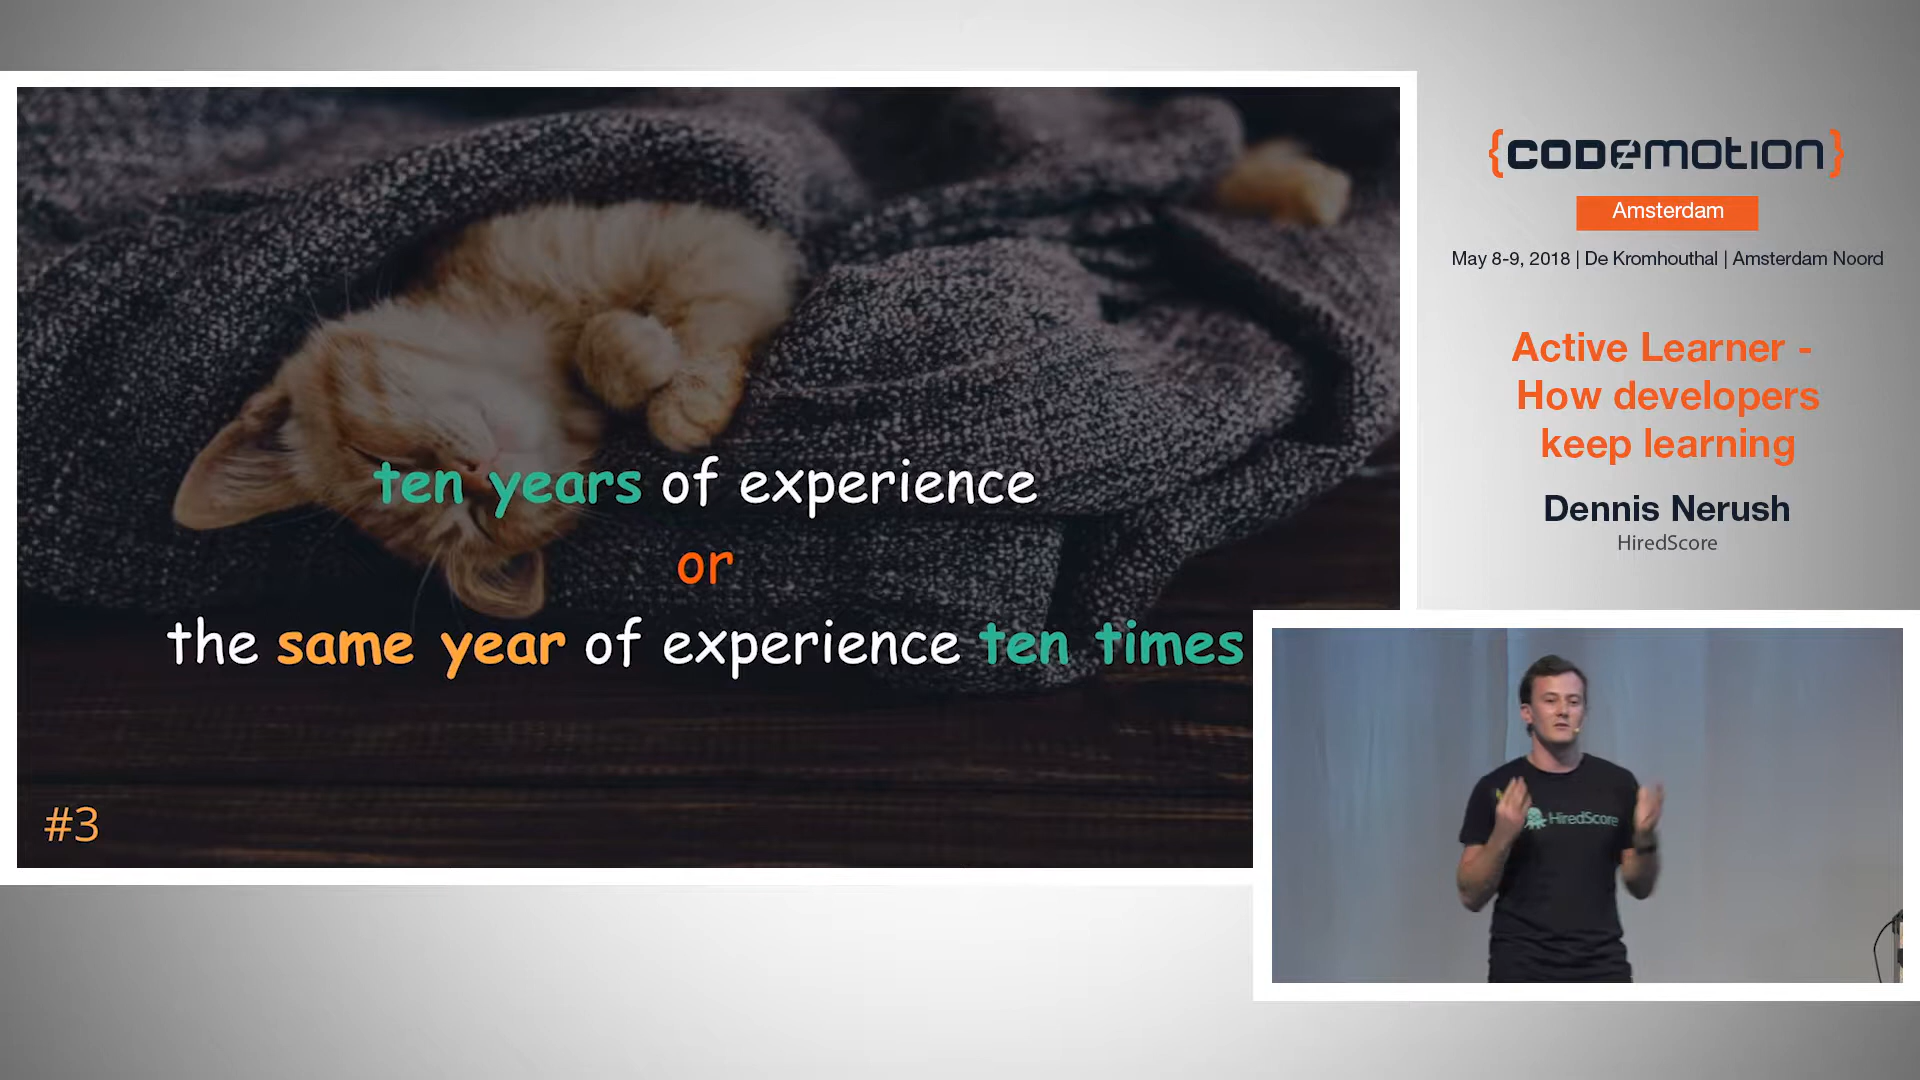 ten years of experience
or
the same year of experience ten times
#3
{CODEMOTION}
Amsterdam
May 8-9, 2018 | De Kromhouthal | Amsterdam Noord
Active Learner -
How developers
keep learning
Dennis Nerush
HiredScore
HiredScore